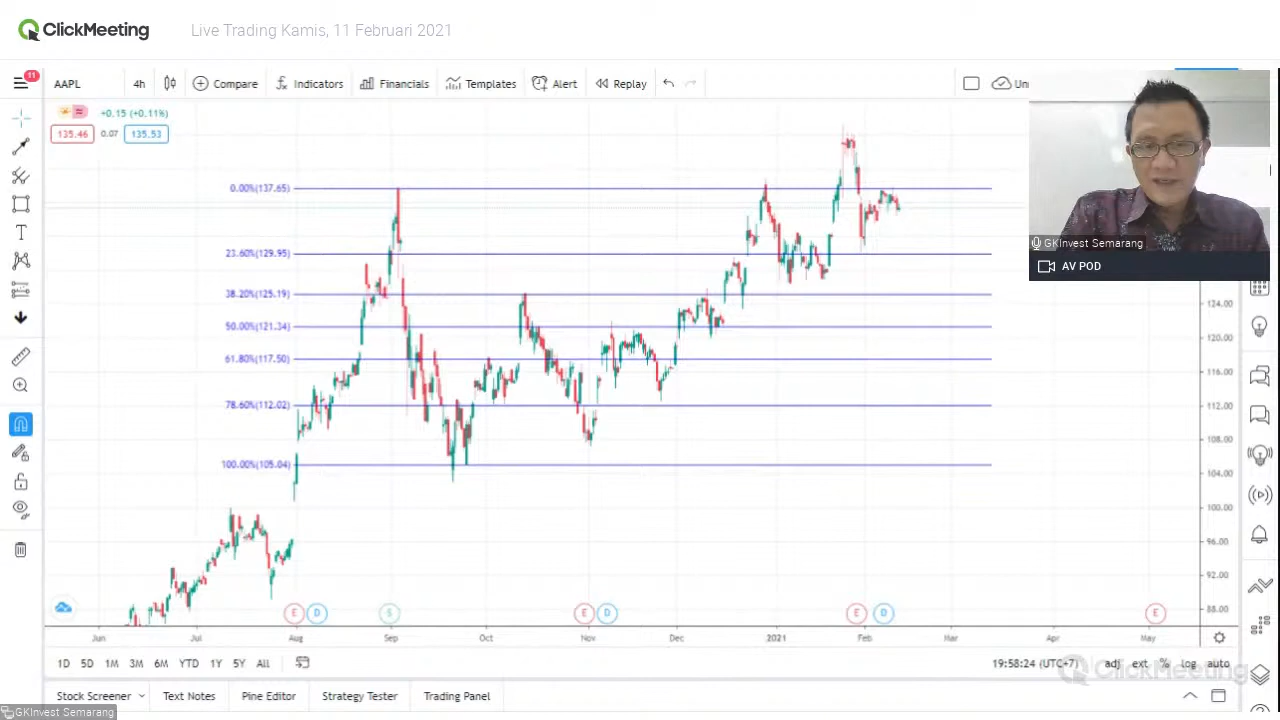 ClickMeeting
Live Trading Kamis, 11 Februari 2021
11
AAPL
4h
Compare
Indicators
Financials
Templates
Alert
Replay
Un
+0.15 (+0.11%)
135.46
0.07
135.53
0.00%(137.65)
23.60%(129.95)
38.20%(125.19)
50.00%(121.34)
61.80%(117.50)
78.60%(112.02)
100.00%(105.04)
GKInvest Semarang
AV POD
124.00
120.00
116.00
112.00
108.00
104.00
100.00
96.00
92.00
88.00
E
D
S
E
D
E
D
E
Jun
Jul
Aug
Sep
Oct
Nov
Dec
2021
Feb
Mar
Apr
May
1D
5D
1M
3M
6M
YTD
1Y
5Y
All
19:58:24 (UTC+7)
adj
ext
%
log
auto
ClickMeeting
Stock Screener
Text Notes
Pine Editor
Strategy Tester
Trading Panel
GKInvest Semarang